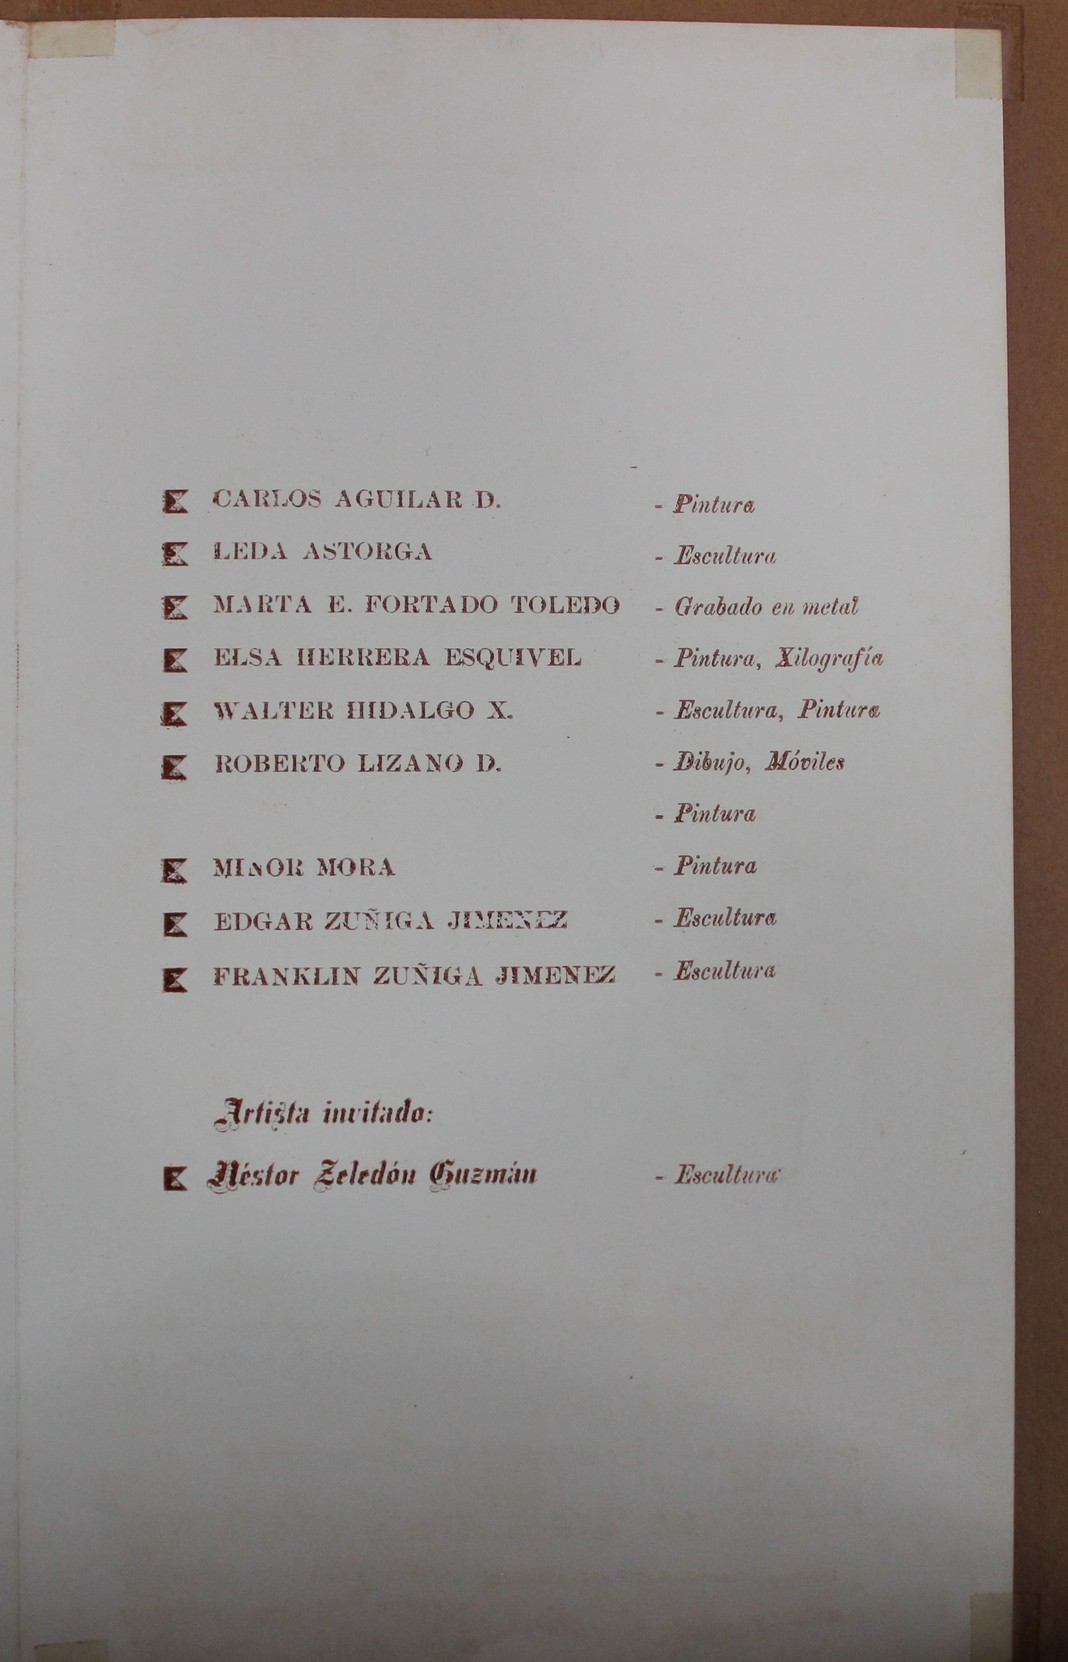 CARLOS AGUILAR D. - Pintura
LEDA ASTORGA - Escultura
MARTA E. FORTADO TOLEDO - Grabado en metal
ELSA HERRERA ESQUIVEL - Pintura, Xilografía
WALTER HIDALGO X. - Escultura, Pintura
ROBERTO LIZANO D. - Dibujo, Móviles
- Pintura
MINOR MORA - Pintura
EDGAR ZUÑIGA JIMENEZ - Escultura
FRANKLIN ZUÑIGA JIMENEZ - Escultura
Artista invitado:
Néstor Zeledón Guzmán - Escultura